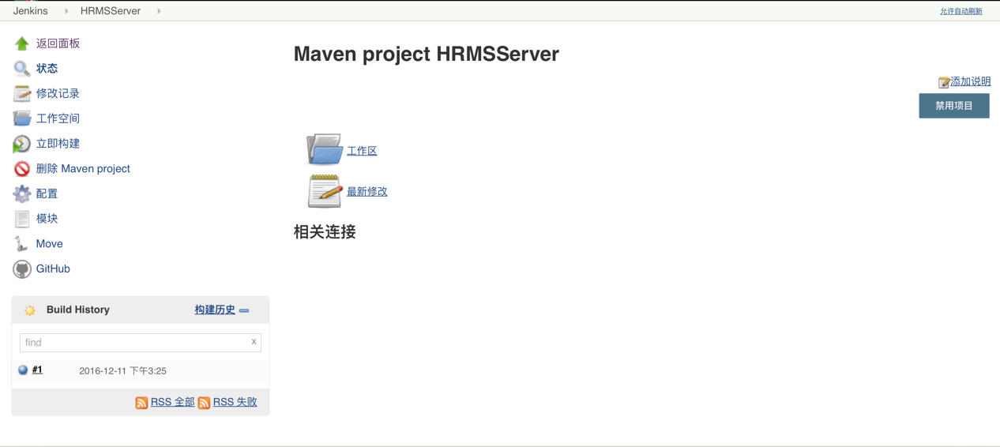 Jenkins HRMSServer 允许自动刷新
返回面板
状态
修改记录
工作空间
立即构建
删除 Maven project
配置
模块
Move
GitHub
Build History 构建历史
find x
#1 2016-12-11 下午3:25
RSS 全部 RSS 失败
Maven project HRMSServer
添加说明
禁用项目
工作区
最新修改
相关连接